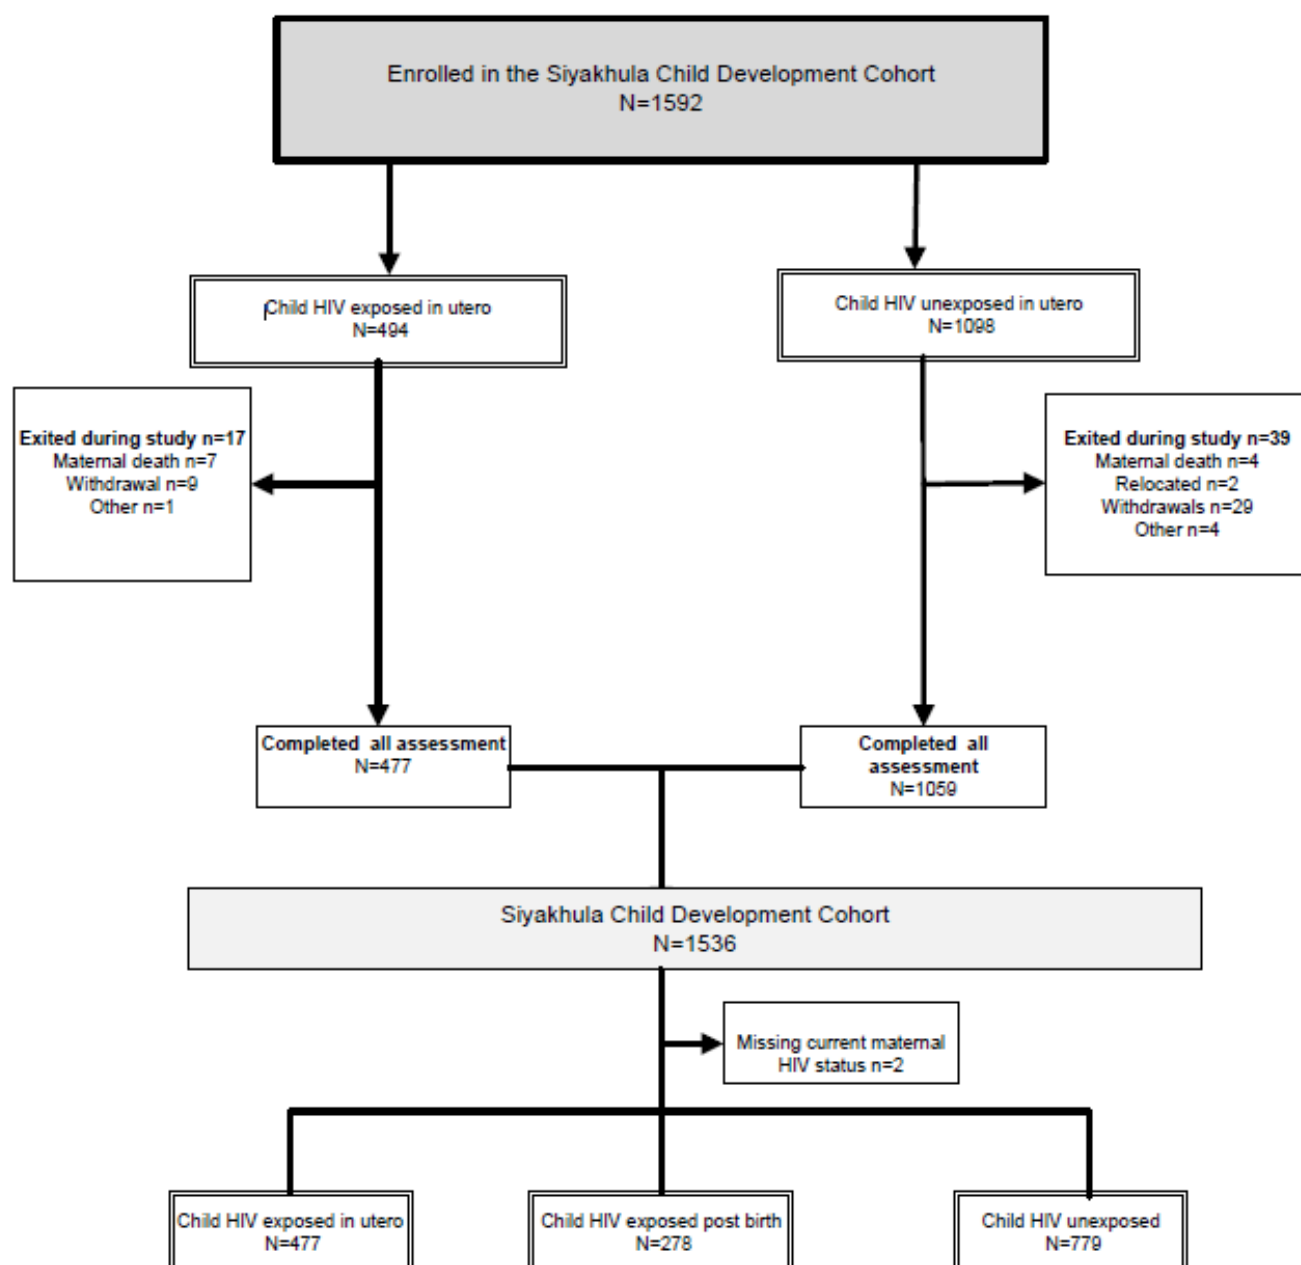 Enrolled in the Siyakhula Child Development Cohort
N=1592
Child HIV exposed in utero
N=494
Child HIV unexposed in utero
N=1098
Exited during study n=17
Maternal death n=7
Withdrawal n=9
Other n=1
Exited during study n=39
Maternal death n=4
Relocated n=2
Withdrawals n=29
Other n=4
Completed all assessment
N=477
Completed all
assessment
N=1059
Siyakhula Child Development Cohort
N=1536
Missing current maternal
HIV status n=2
Child HIV exposed in utero
N=477
Child HIV exposed post birth
N=278
Child HIV unexposed
N=779